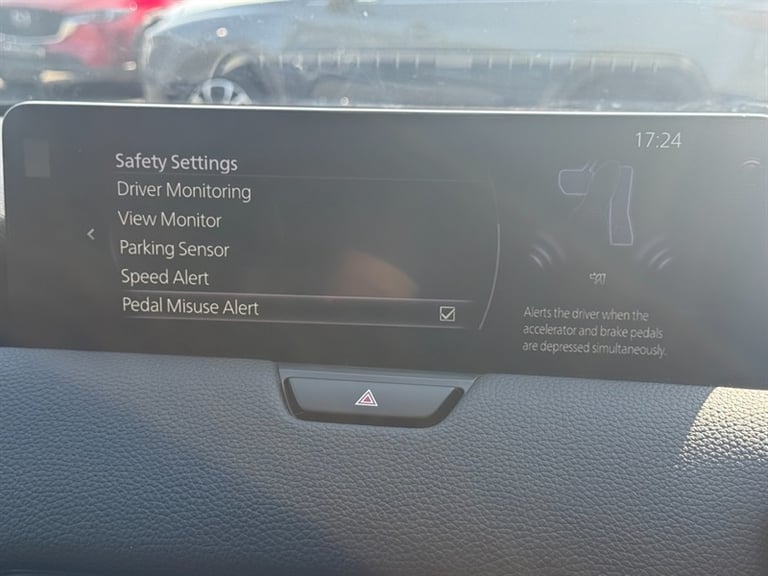 17:24
Safety Settings
Driver Monitoring
View Monitor
Parking Sensor
Speed Alert
Pedal Misuse Alert
Alerts the driver when the
accelerator and brake pedals
are depressed simultaneously.